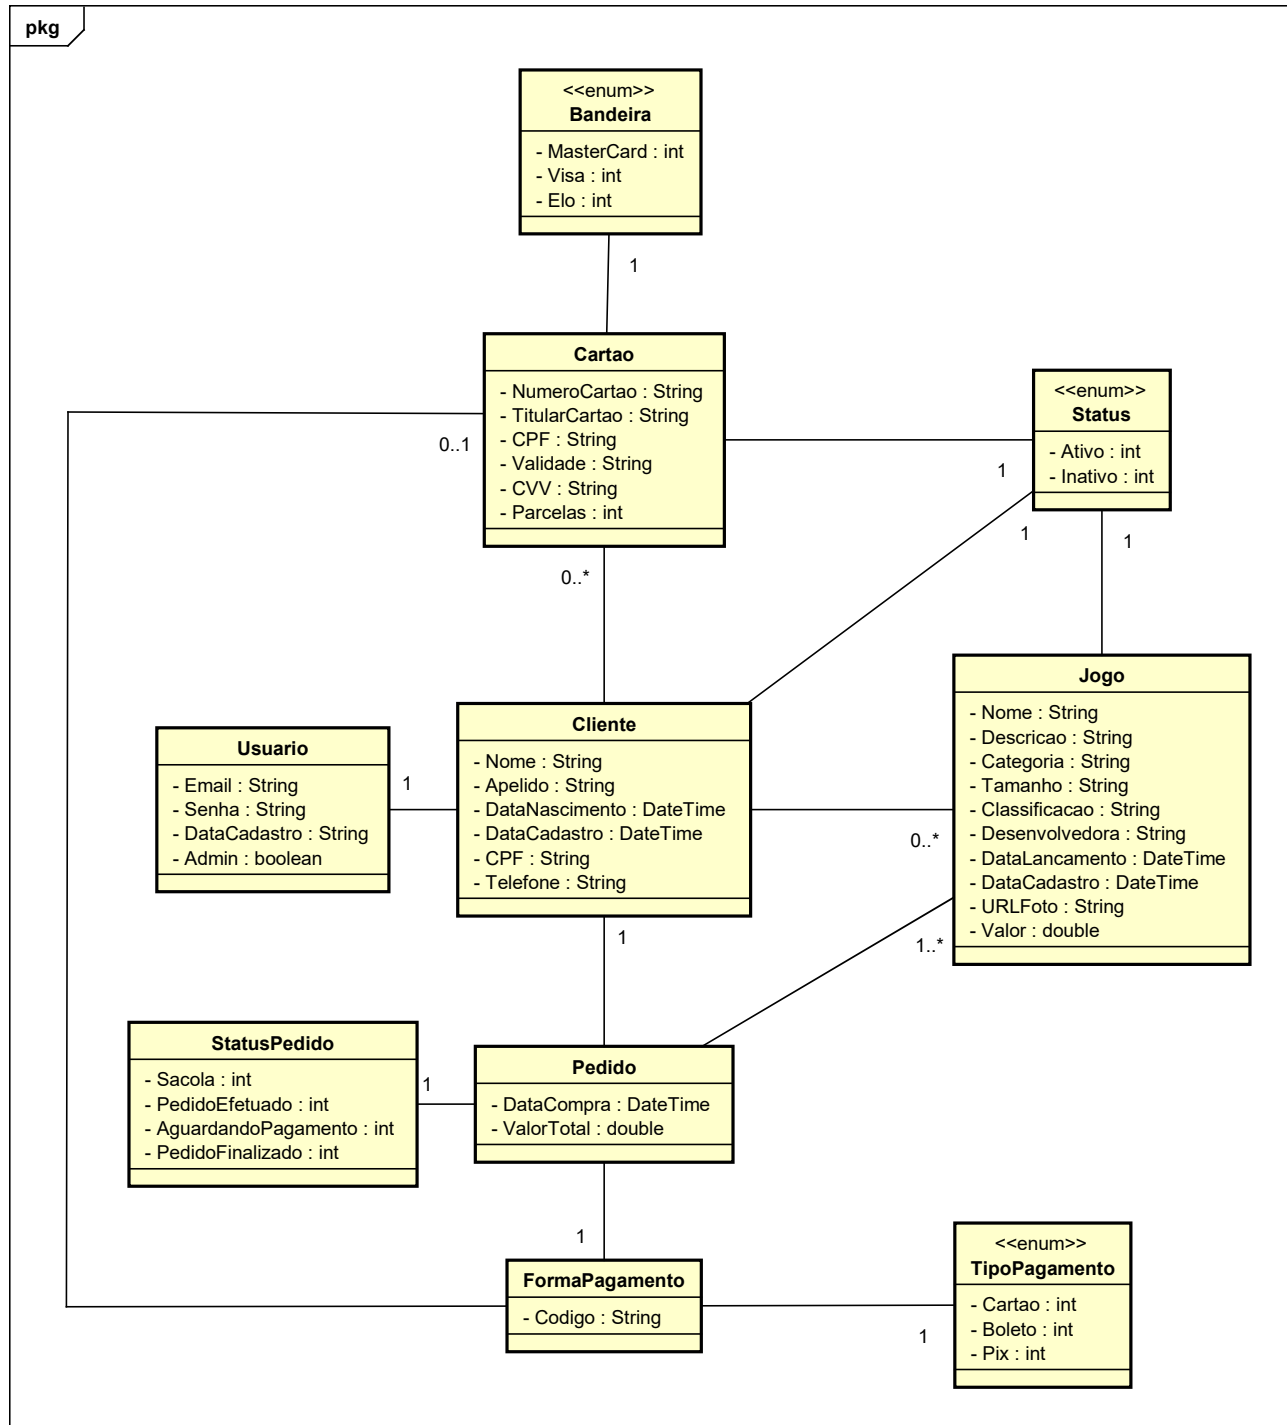 pkg
<<enum>>
Bandeira
- MasterCard : int
- Visa : int
- Elo : int
1
Cartao
- NumeroCartao : String
- TitularCartao : String
- CPF : String
- Validade : String
- CVV : String
- Parcelas : int
0..1
0..*
<<enum>>
Status
- Ativo : int
- Inativo : int
1
1
1
Jogo
- Nome : String
- Descricao : String
- Categoria : String
- Tamanho : String
- Classificacao : String
- Desenvolvedora : String
- DataLancamento : DateTime
- DataCadastro : DateTime
- URLFoto : String
- Valor : double
0..*
1..*
Cliente
- Nome : String
- Apelido : String
- DataNascimento : DateTime
- DataCadastro : DateTime
- CPF : String
- Telefone : String
1
Usuario
- Email : String
- Senha : String
- DataCadastro : String
- Admin : boolean
1
StatusPedido
- Sacola : int
- PedidoEfetuado : int
- AguardandoPagamento : int
- PedidoFinalizado : int
1
Pedido
- DataCompra : DateTime
- ValorTotal : double
1
FormaPagamento
- Codigo : String
<<enum>>
TipoPagamento
- Cartao : int
- Boleto : int
- Pix : int
1